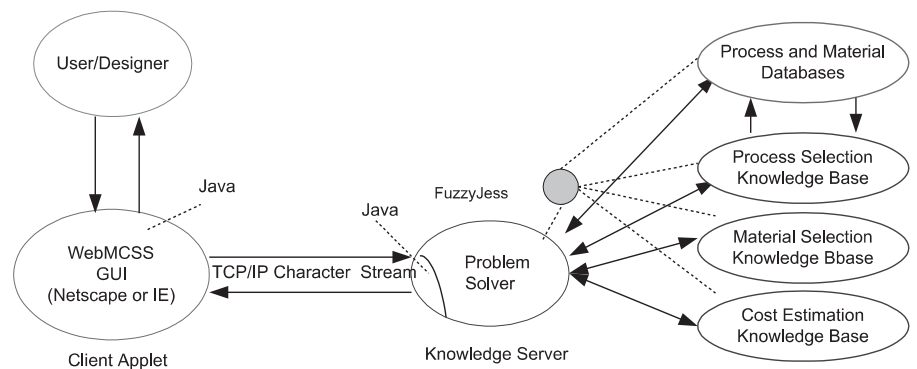 User/Designer
Java
WebMCSS
GUI
(Netscape or IE)
Client Applet
TCP/IP Character Stream
Java
FuzzyJess
Problem
Solver
Knowledge Server
Process and Material
Databases
Process Selection
Knowledge Base
Material Selection
Knowledge Bbase
Cost Estimation
Knowledge Base